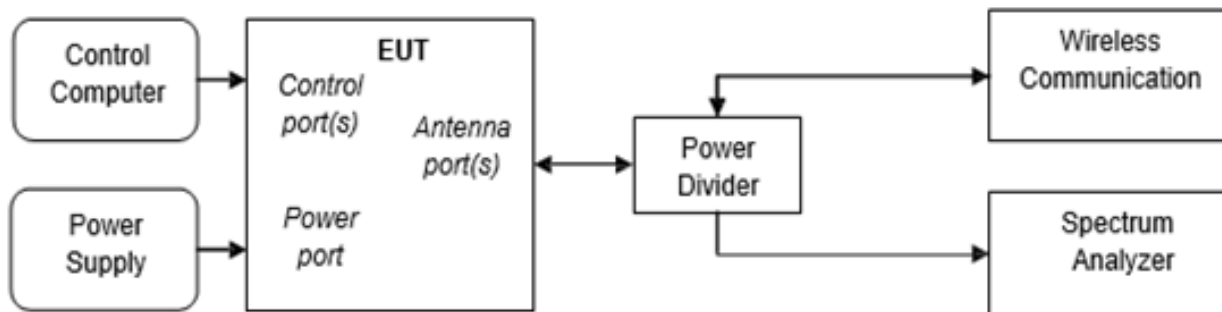 Control
Computer
Power
Supply
EUT
Control
port(s)
Antenna
port(s)
Power
port
Power
Divider
Wireless
Communication
Spectrum
Analyzer